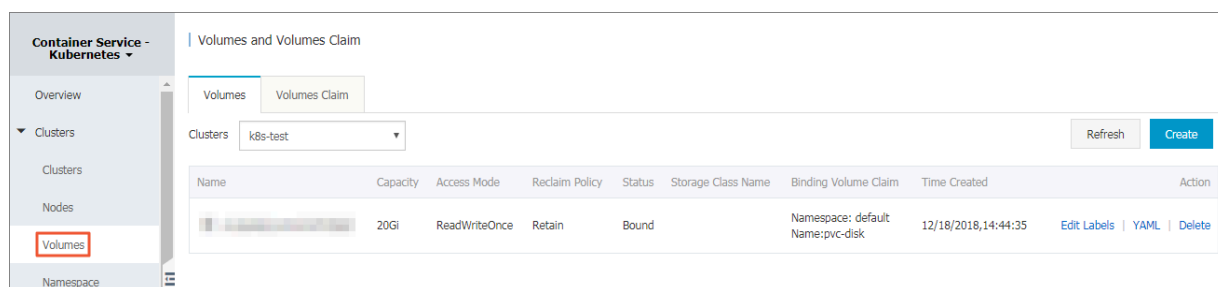 Container Service -
Kubernetes
Overview
Clusters
Clusters
Nodes
Volumes
Namespace
Volumes and Volumes Claim
Volumes Volumes Claim
Clusters k8s-test Refresh Create
Name Capacity Access Mode Reclaim Policy Status Storage Class Name Binding Volume Claim Time Created Action
20Gi ReadWriteOnce Retain Bound Namespace: default
Name:pvc-disk 12/18/2018,14:44:35 Edit Labels | YAML | Delete